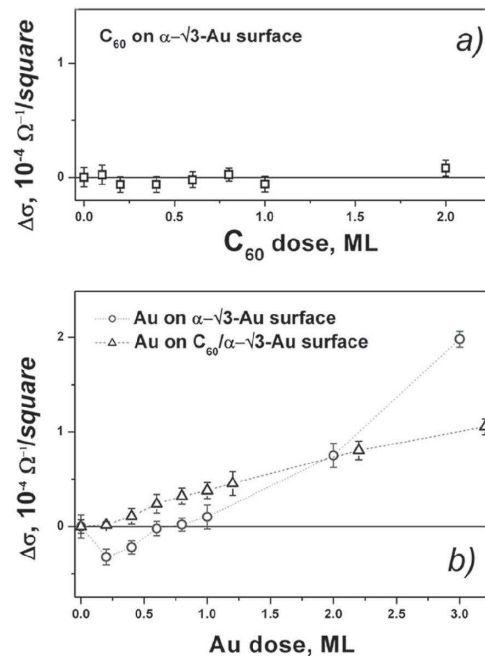 C₆₀ on α–√3-Au surface
a)
Δσ, 10⁻⁴ Ω⁻¹/square
1
0
0.0 0.5 1.0 1.5 2.0
C₆₀ dose, ML
Au on α–√3-Au surface
Au on C₆₀/α–√3-Au surface
Δσ, 10⁻⁴ Ω⁻¹/square
2
1
0
b)
0.0 0.5 1.0 1.5 2.0 2.5 3.0
Au dose, ML